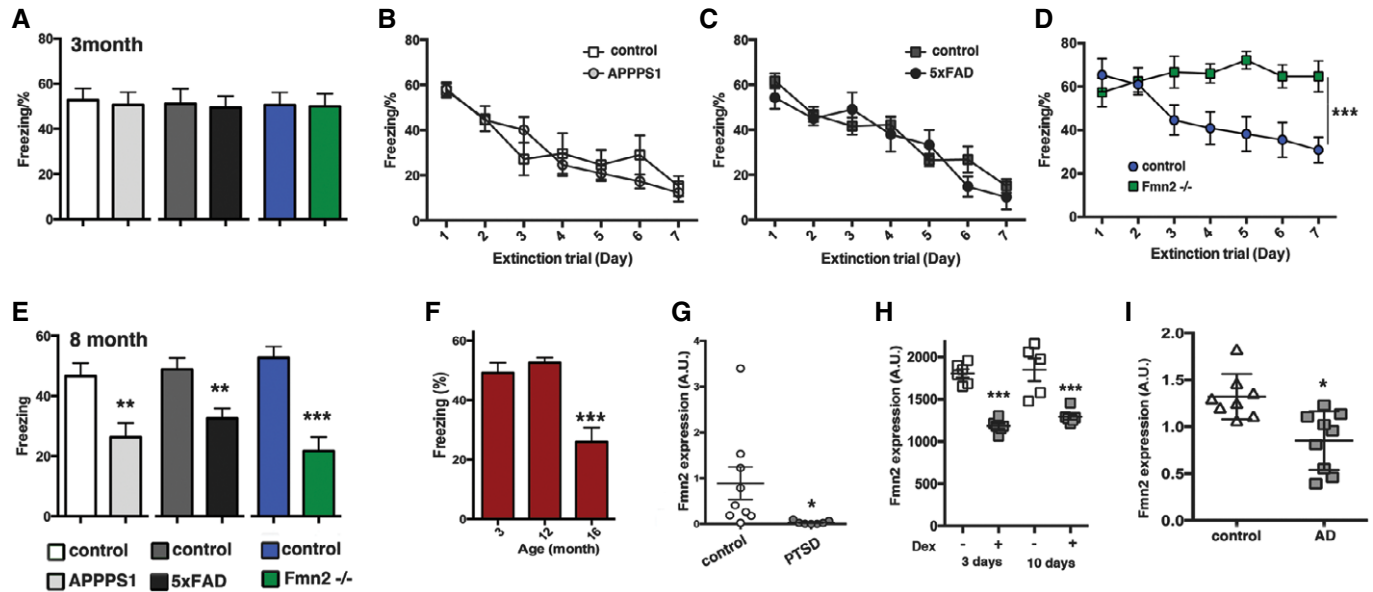 A
3month
Freezing/%
80
60
40
20
0
B
Freezing/%
80
60
40
20
0
control
APPPS1
1 2 3 4 5 6 7
Extinction trial (Day)
C
Freezing/%
80
60
40
20
0
control
5xFAD
1 2 3 4 5 6 7
Extinction trial (Day)
D
Freezing/%
80
60
40
20
0
***
control
Fmn2 -/-
1 2 3 4 5 6 7
Extinction trial (Day)
E
8 month
Freezing
60
40
20
0
**
**
***
control control control
APPPS1 5xFAD Fmn2 -/-
F
Freezing (%)
60
40
20
0
***
3 12 16
Age (month)
G
Fmn2 expression (A.U.)
4
3
2
1
0
*
control PTSD
H
Fmn2 expression (A.U.)
2000
1500
1000
500
0
***
***
Dex - + - +
3 days 10 days
I
Fmn2 expression (A.U.)
2.0
1.5
1.0
0.5
0.0
*
control AD